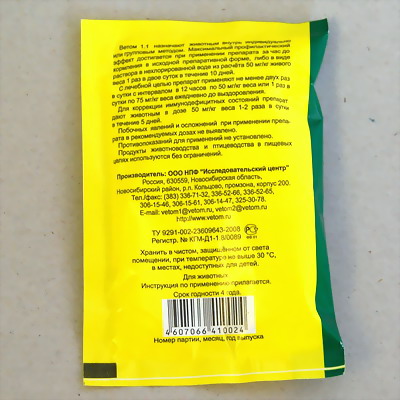 Ветом 1.1 назначают животным внутрь индивидуально
или групповым методом. Максимальный профилактический
эффект достигается при применении препарата за час до
кормления в исходной препаративной форме, либо в виде
раствора в нехлорированной воде из расчёта 50 мг/кг живого
веса 1 раз в двое суток в течение 10 дней.
С лечебной целью препарат применяют не менее двух раз
в сутки с интервалом в 12 часов по 50 мг/кг веса или 1 раз в
сутки по 75 мг/кг веса ежедневно до выздоровления.
Для коррекции иммунодефицитных состояний препарат
дают животным в дозе 50 мг/кг веса 1-2 раза в сутки
в течение 5 дней.
Побочных явлений и осложнений при применении препа-
рата в рекомендуемых дозах не выявлено.
Противопоказаний для применения не установлено.
Продукты животноводства и птицеводства в пищевых
целях используются без ограничений.
Производитель: ООО НПФ "Исследовательский центр"
Россия, 630559, Новосибирская область,
Новосибирский район, р.п. Кольцово, промзона, корпус 200.
Тел./факс: (383) 336-71-32, 336-52-66, 336-52-65,
306-15-46, 306-15-61, 306-14-47, 325-30-78.
E-mail: vetom1@vetom.ru, vetom2@vetom.ru
http://www.vetom.ru
ТУ 9291-002-23609643-2008
Регистр. № КГМ-Д1-1.9/0089
Хранить в чистом, защищённом от света
помещении, при температуре не выше 30 °С,
в местах, недоступных для детей.
Для животных
Инструкция по применению прилагается.
Срок годности 4 года.
4607066410024
Номер партии, месяц, год выпуска